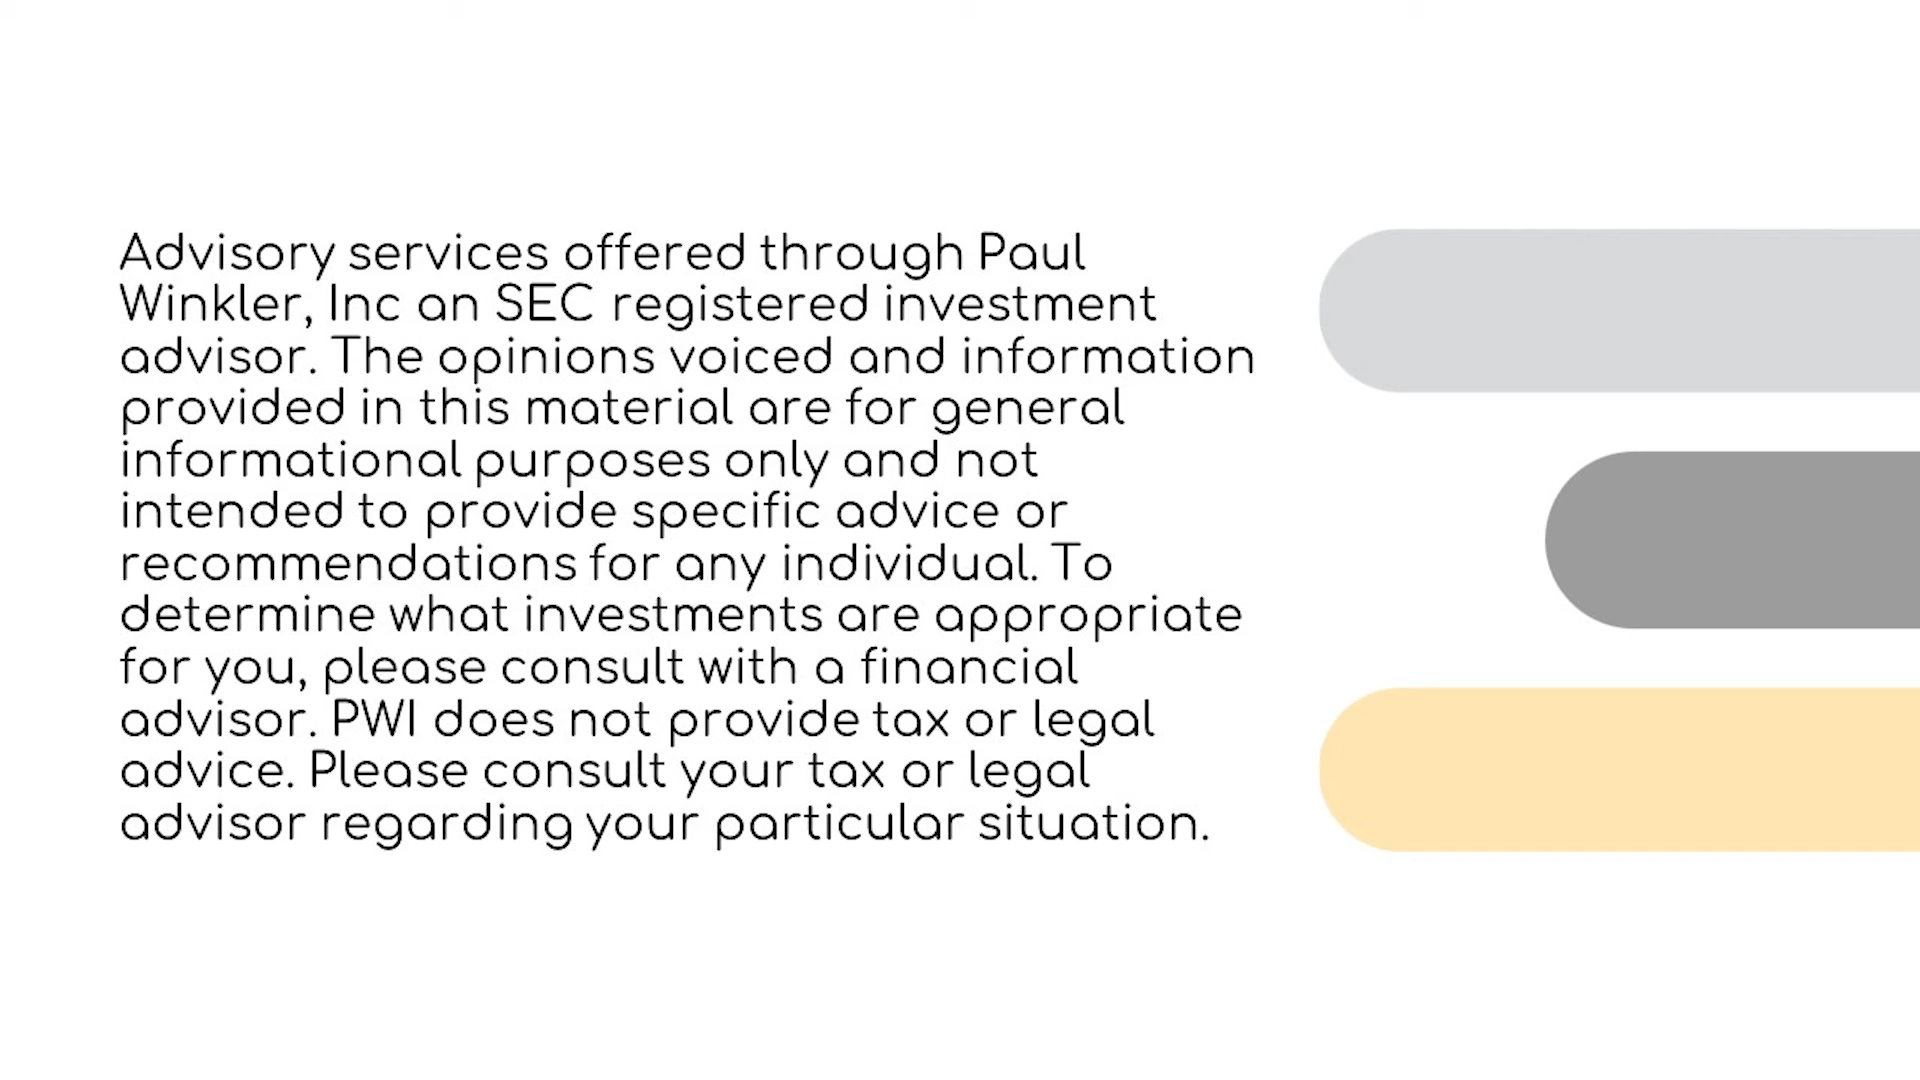 Advisory services offered through Paul
Winkler, Inc an SEC registered investment
advisor. The opinions voiced and information
provided in this material are for general
informational purposes only and not
intended to provide specific advice or
recommendations for any individual. To
determine what investments are appropriate
for you, please consult with a financial
advisor. PWI does not provide tax or legal
advice. Please consult your tax or legal
advisor regarding your particular situation.